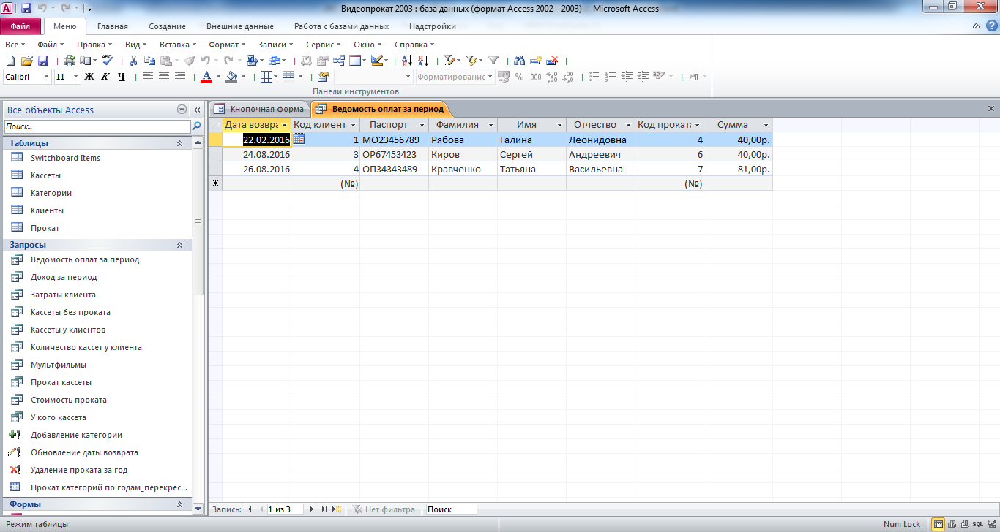 Видеопрокат 2003 : база данных (формат Access 2002 - 2003) - Microsoft Access
Файл Меню Главная Создание Внешние данные Работа с базами данных Надстройки
Все Файл Правка Вид Вставка Формат Записи Сервис Окно Справка
Calibri 11 Ж К Ч А Форматирование % 000
Панели инструментов
Все объекты Access
Поиск...
Таблицы
Switchboard Items
Кассеты
Категории
Клиенты
Прокат
Запросы
Ведомость оплат за период
Доход за период
Затраты клиента
Кассеты без проката
Кассеты у клиентов
Количество кассет у клиента
Мультфильмы
Прокат кассеты
Стоимость проката
У кого кассета
Добавление категории
Обновление даты возврата
Удаление проката за год
Прокат категорий по годам_перекрес...
Формы
Кнопочная форма Ведомость оплат за период
Дата возвра Код клиент Паспорт Фамилия Имя Отчество Код прокат Сумма
22.02.2016 1 МО23456789 Рябова Галина Леонидовна 4 40,00р.
24.08.2016 3 ОР67453423 Киров Сергей Андреевич 6 40,00р.
26.08.2016 4 ОП34343489 Кравченко Татьяна Васильевна 7 81,00р.
(№) (№)
Запись: 1 из 3 Нет фильтра Поиск
Режим таблицы Num Lock SQL